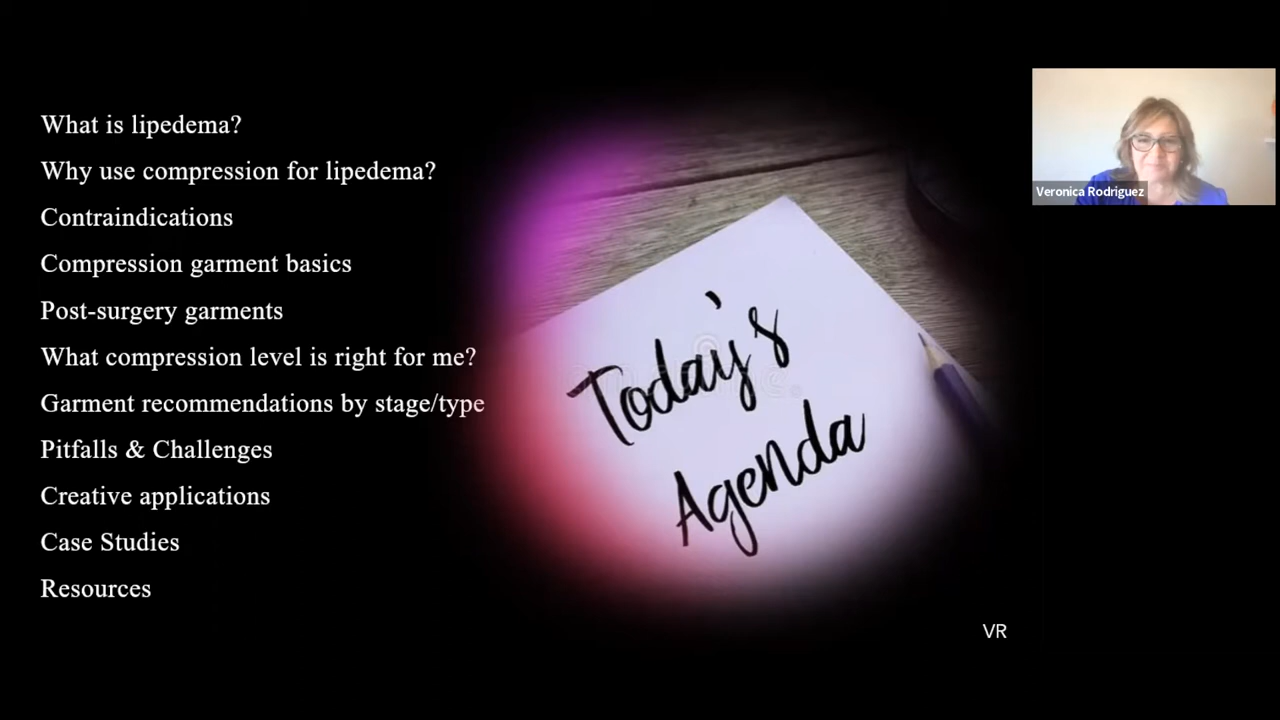 What is lipedema?
Why use compression for lipedema?
Contraindications
Compression garment basics
Post-surgery garments
What compression level is right for me?
Garment recommendations by stage/type
Pitfalls & Challenges
Creative applications
Case Studies
Resources
Today's
Agenda
Veronica Rodriguez
VR